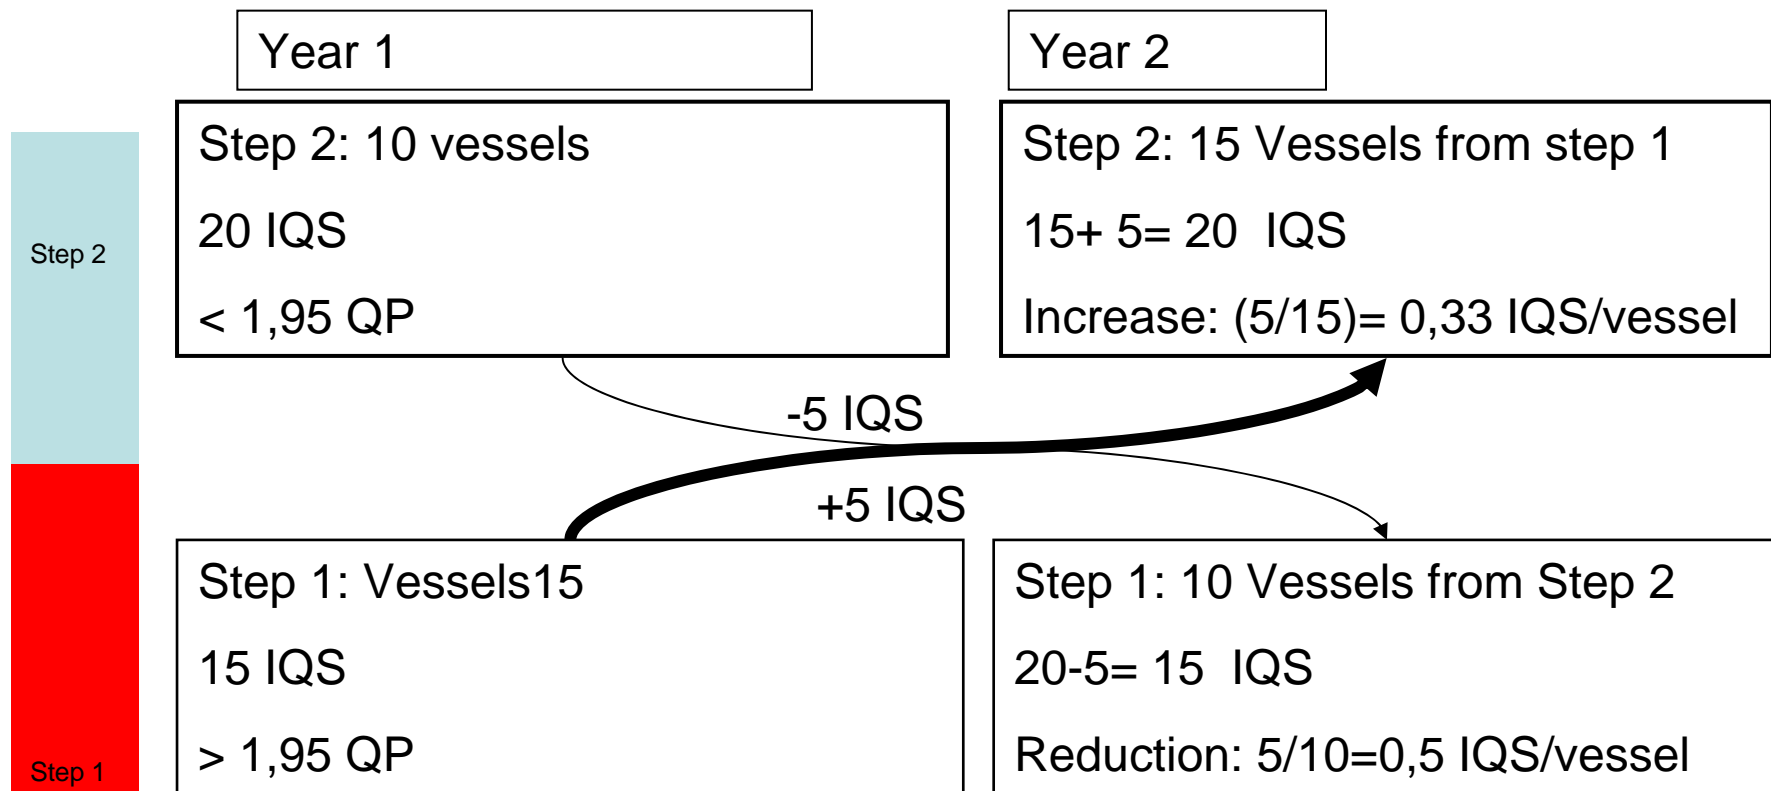 Year 1
Year 2
Step 2
Step 2: 10 vessels
20 IQS
< 1,95 QP
Step 2: 15 Vessels from step 1
15+ 5= 20 IQS
Increase: (5/15)= 0,33 IQS/vessel
-5 IQS
+5 IQS
Step 1
Step 1: Vessels15
15 IQS
> 1,95 QP
Step 1: 10 Vessels from Step 2
20-5= 15 IQS
Reduction: 5/10=0,5 IQS/vessel